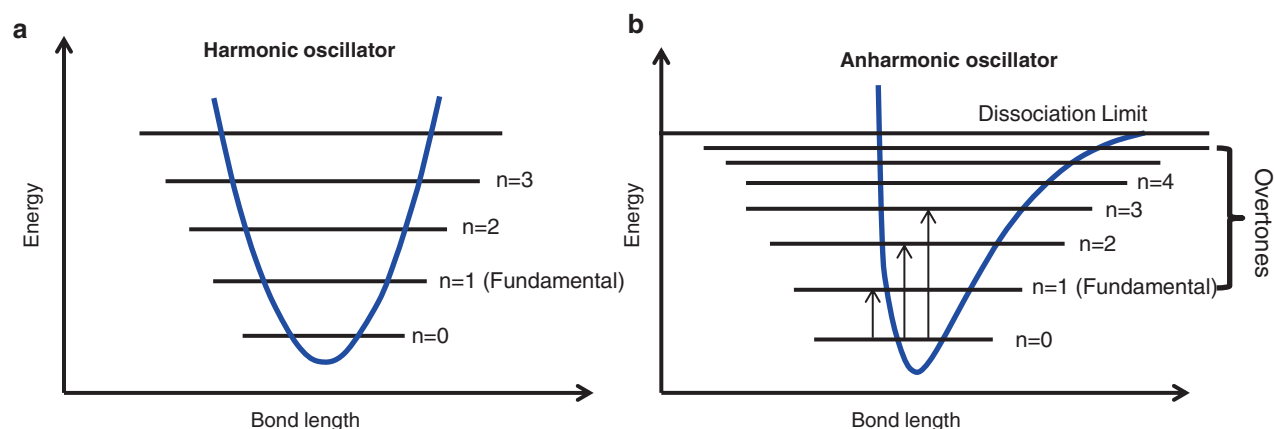 a
Harmonic oscillator
Energy
n=3
n=2
n=1 (Fundamental)
n=0
Bond length
b
Anharmonic oscillator
Dissociation Limit
Energy
n=4
n=3
n=2
n=1 (Fundamental)
n=0
Overtones
Bond length